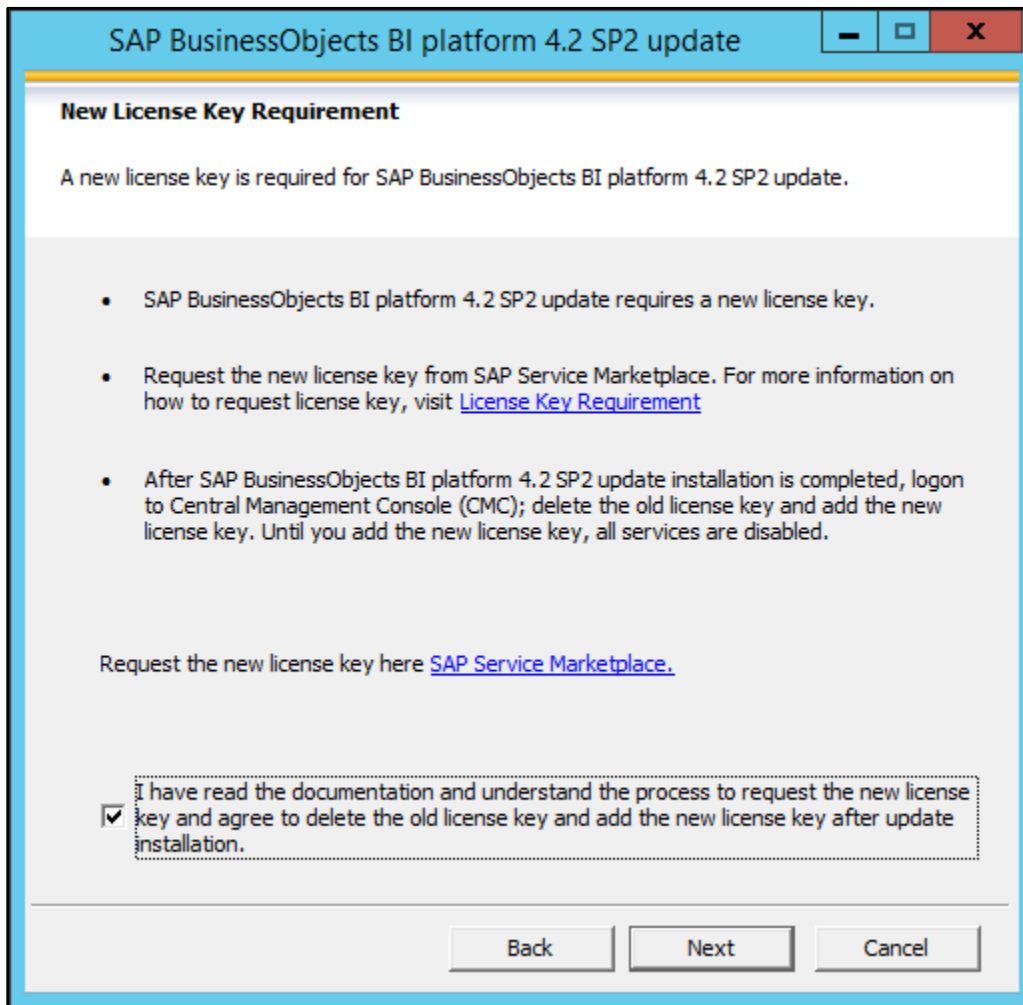 SAP BusinessObjects BI platform 4.2 SP2 update
New License Key Requirement
A new license key is required for SAP BusinessObjects BI platform 4.2 SP2 update.
• SAP BusinessObjects BI platform 4.2 SP2 update requires a new license key.
• Request the new license key from SAP Service Marketplace. For more information on
how to request license key, visit License Key Requirement
• After SAP BusinessObjects BI platform 4.2 SP2 update installation is completed, logon
to Central Management Console (CMC); delete the old license key and add the new
license key. Until you add the new license key, all services are disabled.
Request the new license key here SAP Service Marketplace.
I have read the documentation and understand the process to request the new license
key and agree to delete the old license key and add the new license key after update
installation.
Back Next Cancel